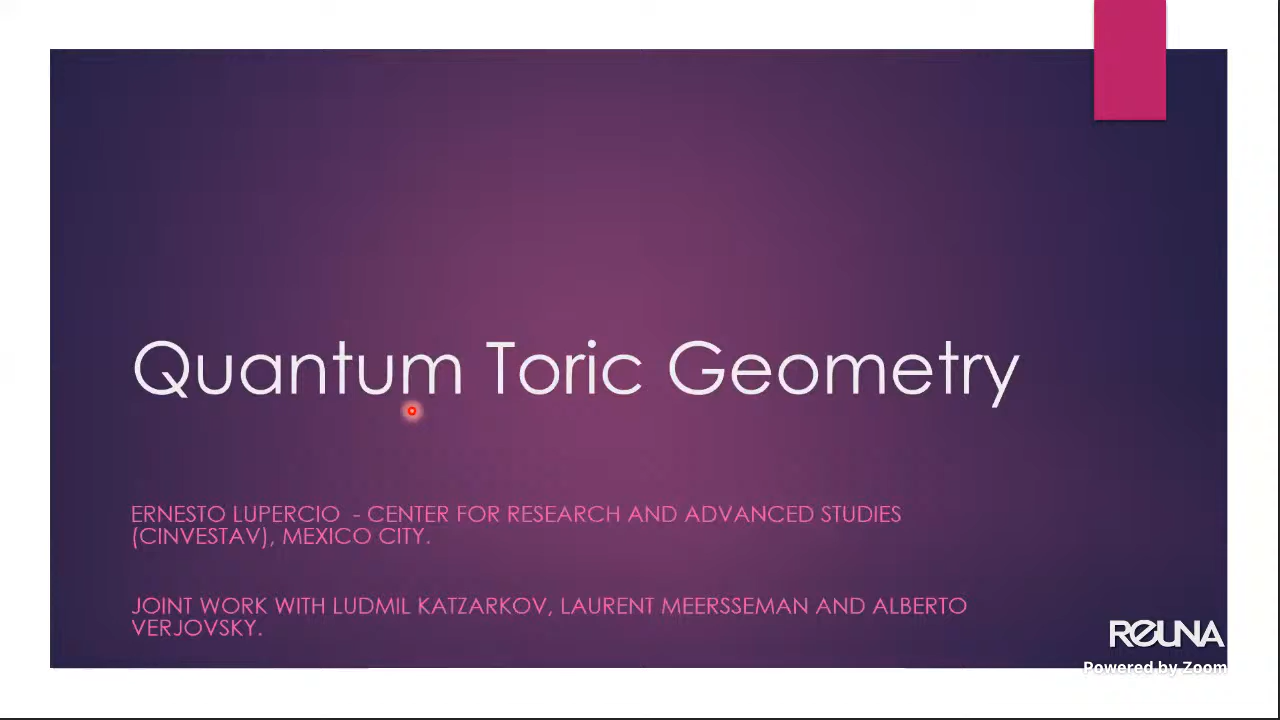 Quantum Toric Geometry
ERNESTO LUPERCIO - CENTER FOR RESEARCH AND ADVANCED STUDIES
(CINVESTAV), MEXICO CITY.
JOINT WORK WITH LUDMIL KATZARKOV, LAURENT MEERSSEMAN AND ALBERTO
VERJOVSKY.
REUNA
Powered by Zoom